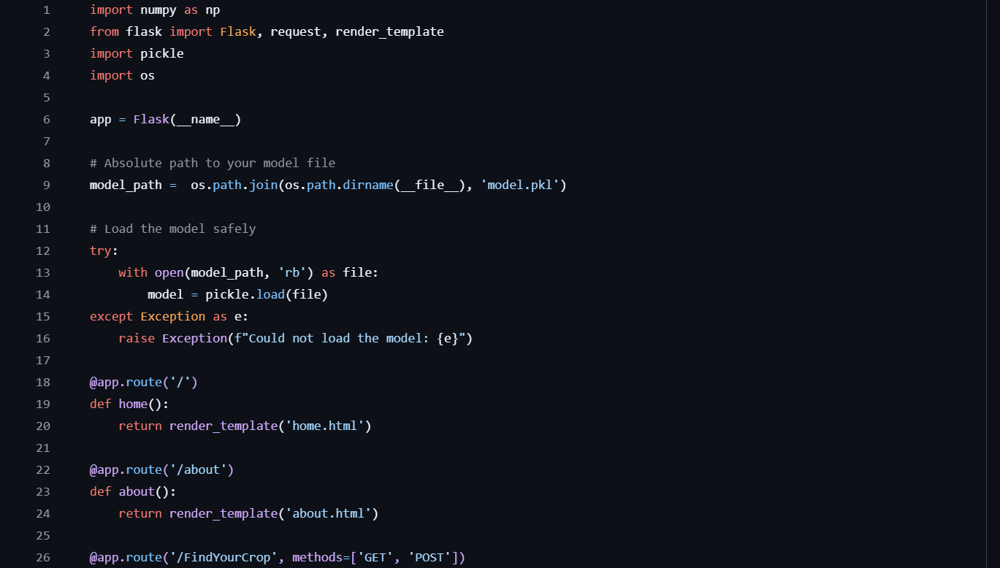 1 import numpy as np
2 from flask import Flask, request, render_template
3 import pickle
4 import os
5
6 app = Flask(__name__)
7
8 # Absolute path to your model file
9 model_path =  os.path.join(os.path.dirname(__file__), 'model.pkl')
10
11 # Load the model safely
12 try:
13     with open(model_path, 'rb') as file:
14         model = pickle.load(file)
15 except Exception as e:
16     raise Exception(f"Could not load the model: {e}")
17
18 @app.route('/')
19 def home():
20     return render_template('home.html')
21
22 @app.route('/about')
23 def about():
24     return render_template('about.html')
25
26 @app.route('/FindYourCrop', methods=['GET', 'POST'])